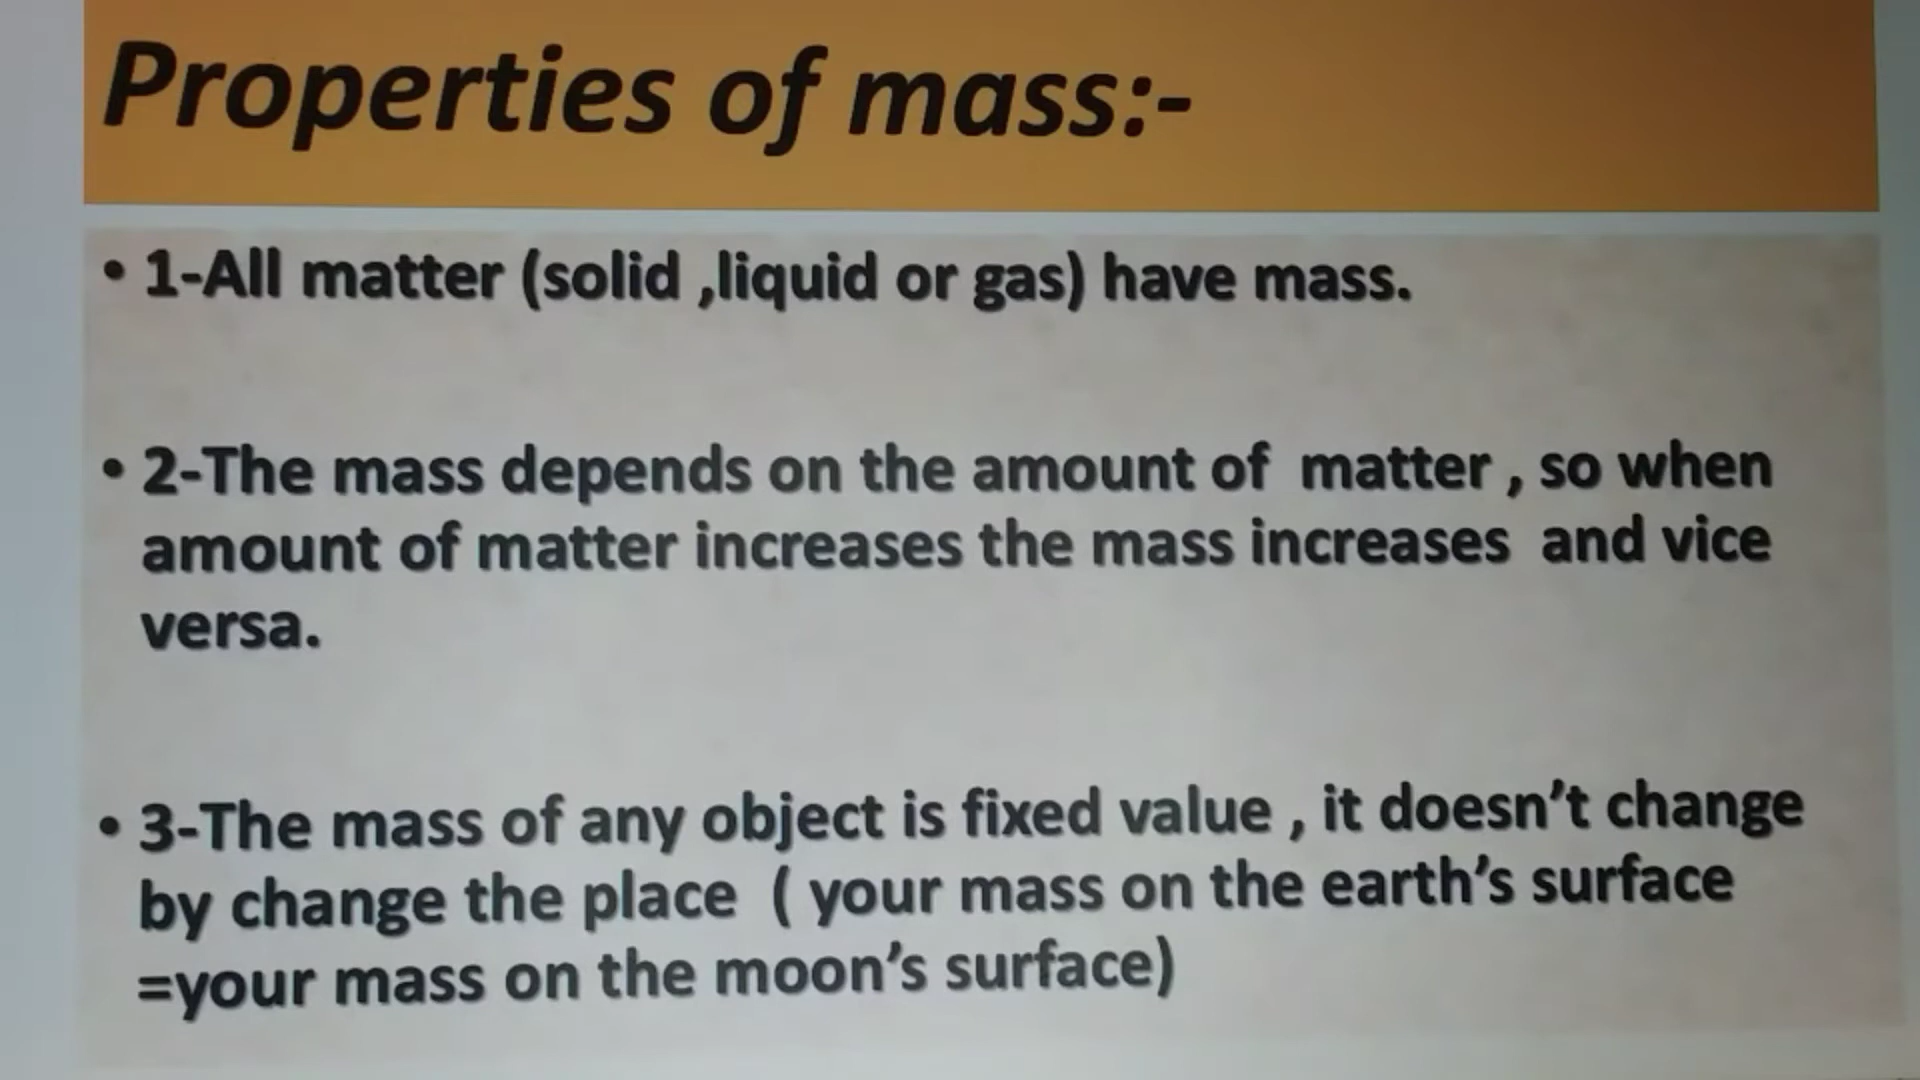 Properties of mass:-
• 1-All matter (solid ,liquid or gas) have mass.
• 2-The mass depends on the amount of  matter , so when
amount of matter increases the mass increases  and vice
versa.
• 3-The mass of any object is fixed value , it doesn’t change
by change the place  ( your mass on the earth’s surface
=your mass on the moon’s surface)